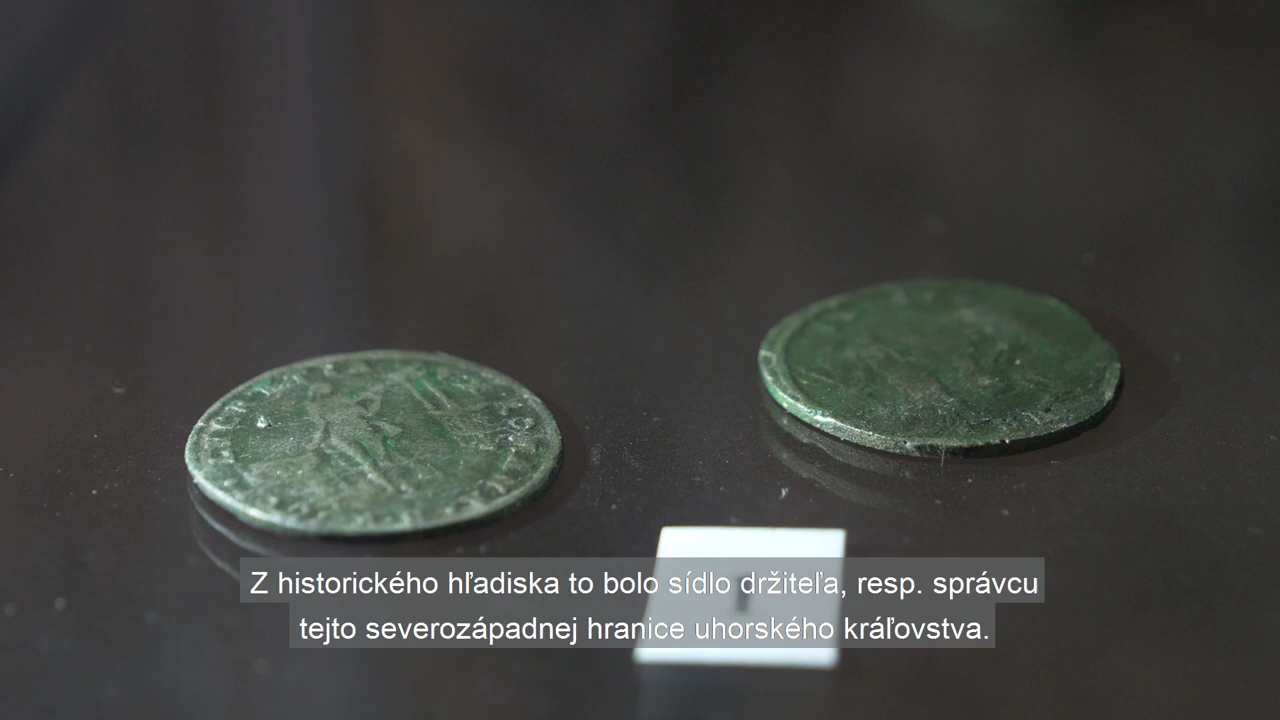 Z historického hľadiska to bolo sídlo držiteľa, resp. správcu
tejto severozápadnej hranice uhorského kráľovstva.